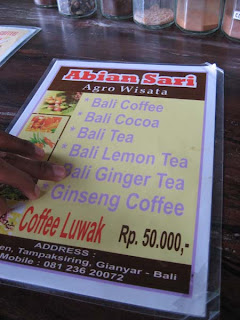 Abian Sari
Agro Wisata
* Bali Coffee
* Bali Cocoa
* Bali Tea
* Bali Lemon Tea
Bali Ginger Tea
* Ginseng Coffee
Coffee Luwak Rp. 50.000,-
ADDRESS :
Tampaksiring, Gianyar - Bali
Mobile : 081 236 20072